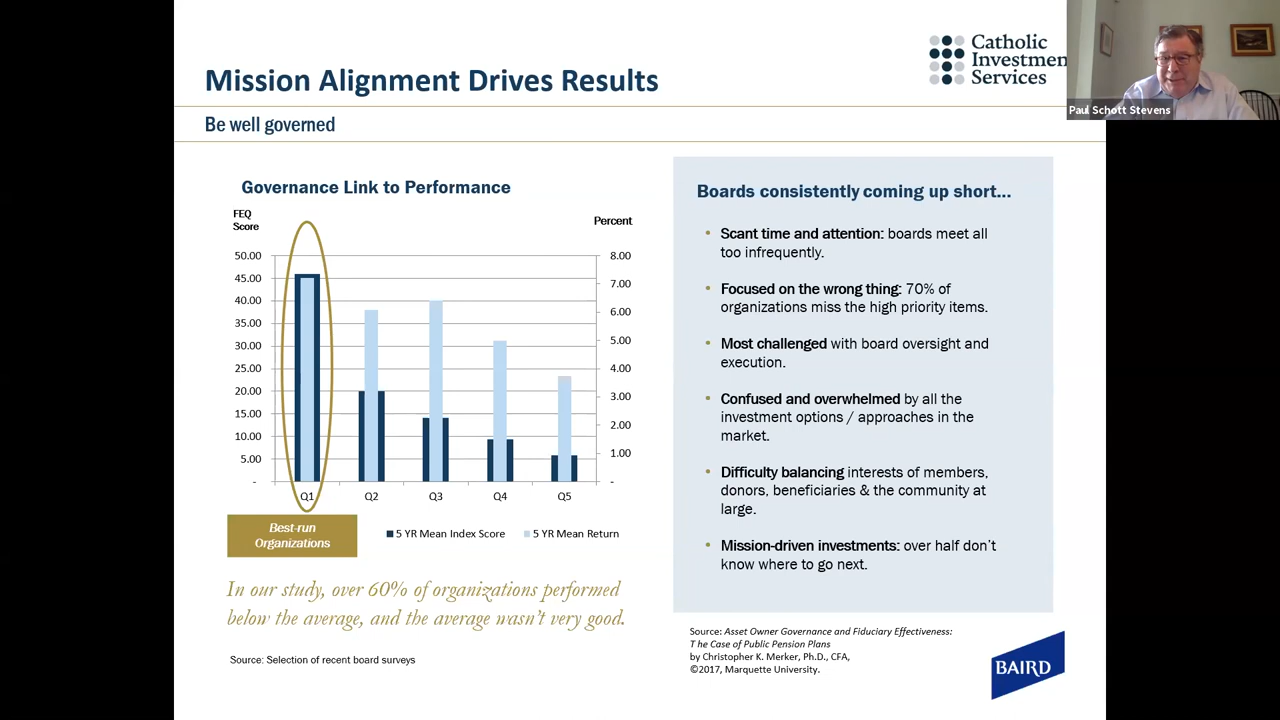 Mission Alignment Drives Results
Be well governed
Catholic
Investmen
Services
Paul Schott Stevens
Governance Link to Performance
FEQ
Score
Percent
50.00
45.00
40.00
35.00
30.00
25.00
20.00
15.00
10.00
5.00
-
8.00
7.00
6.00
5.00
4.00
3.00
2.00
1.00
-
Q1
Q2
Q3
Q4
Q5
Best-run
Organizations
5 YR Mean Index Score
5 YR Mean Return
In our study, over 60% of organizations performed
below the average, and the average wasn't very good.
Source: Selection of recent board surveys
Boards consistently coming up short...
• Scant time and attention: boards meet all
too infrequently.
• Focused on the wrong thing: 70% of
organizations miss the high priority items.
• Most challenged with board oversight and
execution.
• Confused and overwhelmed by all the
investment options / approaches in the
market.
• Difficulty balancing interests of members,
donors, beneficiaries & the community at
large.
• Mission-driven investments: over half don't
know where to go next.
Source: Asset Owner Governance and Fiduciary Effectiveness:
The Case of Public Pension Plans
by Christopher K. Merker, Ph.D., CFA,
©2017, Marquette University.
BAIRD